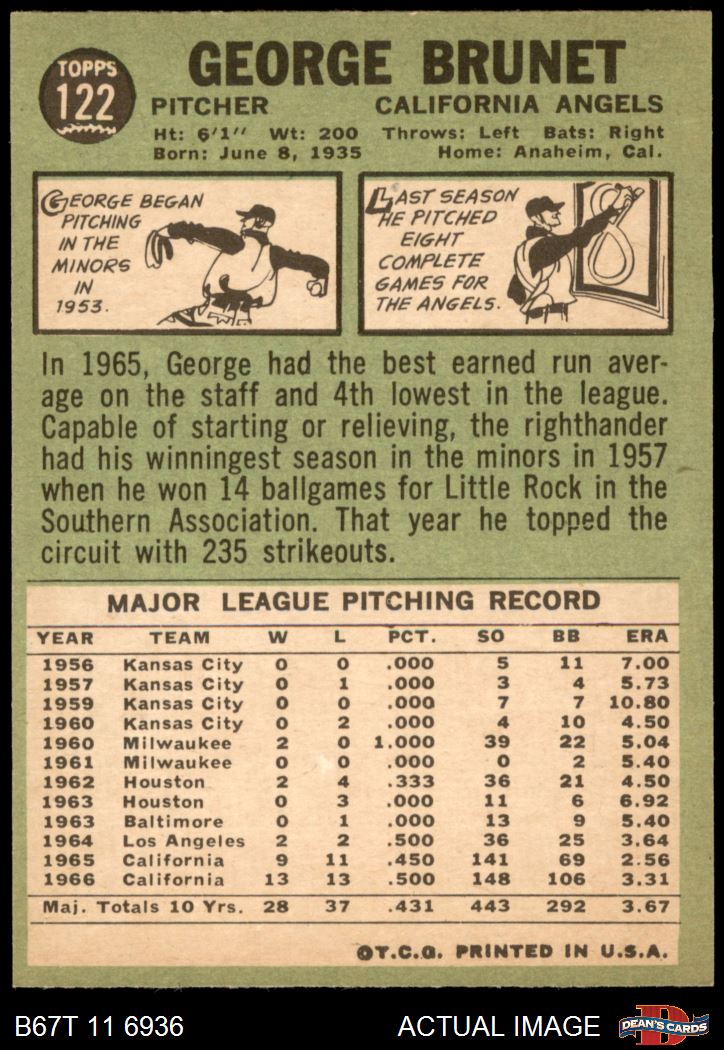 GEORGE BRUNET
TOPPS
122
PITCHER CALIFORNIA ANGELS
Ht: 6'1" Wt: 200 Throws: Left Bats: Right
Born: June 8, 1935 Home: Anaheim, Cal.
GEORGE BEGAN
PITCHING
IN THE
MINORS
IN
1953.
LAST SEASON
HE PITCHED
EIGHT
COMPLETE
GAMES FOR
THE ANGELS.
In 1965, George had the best earned run aver-
age on the staff and 4th lowest in the league.
Capable of starting or relieving, the righthander
had his winningest season in the minors in 1957
when he won 14 ballgames for Little Rock in the
Southern Association. That year he topped the
circuit with 235 strikeouts.
MAJOR LEAGUE PITCHING RECORD
YEAR TEAM W L PCT. SO BB ERA
1956 Kansas City 0 0 .000 5 11 7.00
1957 Kansas City 0 1 .000 3 4 5.73
1959 Kansas City 0 0 .000 7 7 10.80
1960 Kansas City 0 2 .000 4 10 4.50
1960 Milwaukee 2 0 1.000 39 22 5.04
1961 Milwaukee 0 0 .000 0 2 5.40
1962 Houston 2 4 .333 36 21 4.50
1963 Houston 0 3 .000 11 6 6.92
1963 Baltimore 0 1 .000 13 9 5.40
1964 Los Angeles 2 2 .500 36 25 3.64
1965 California 9 11 .450 141 69 2.56
1966 California 13 13 .500 148 106 3.31
Maj. Totals 10 Yrs. 28 37 .431 443 292 3.67
©T.C.G. PRINTED IN U.S.A.
B67T 11 6936 ACTUAL IMAGE
DEAN'S CARDS